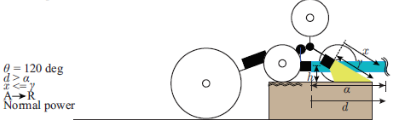 θ = 120 deg
d > α
x <= γ
A→R
Normal power
x
γ
h
α
d